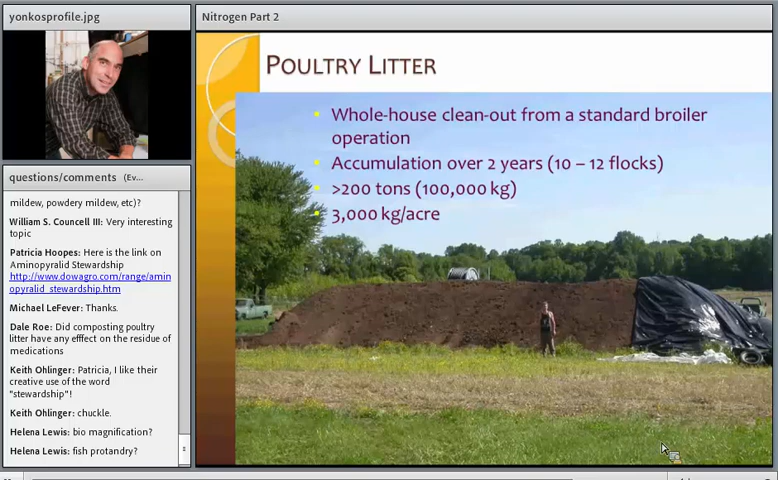 yonkosprofile.jpg
Nitrogen Part 2
POULTRY LITTER
Whole-house clean-out from a standard broiler
operation
Accumulation over 2 years (10 – 12 flocks)
>200 tons (100,000 kg)
3,000 kg/acre
questions/comments (Ev...
mildew, powdery mildew, etc)?
William S. Councell III: Very interesting
topic
Patricia Hoopes: Here is the link on
Aminopyralid Stewardship
http://www.dowagro.com/range/amin
opyralid_stewardship.htm
Michael LeFever: Thanks.
Dale Roe: Did composting poultry
litter have any efffect on the residue of
medications
Keith Ohlinger: Patricia, I like their
creative use of the word
"stewardship"!
Keith Ohlinger: chuckle.
Helena Lewis: bio magnification?
Helena Lewis: fish protandry?